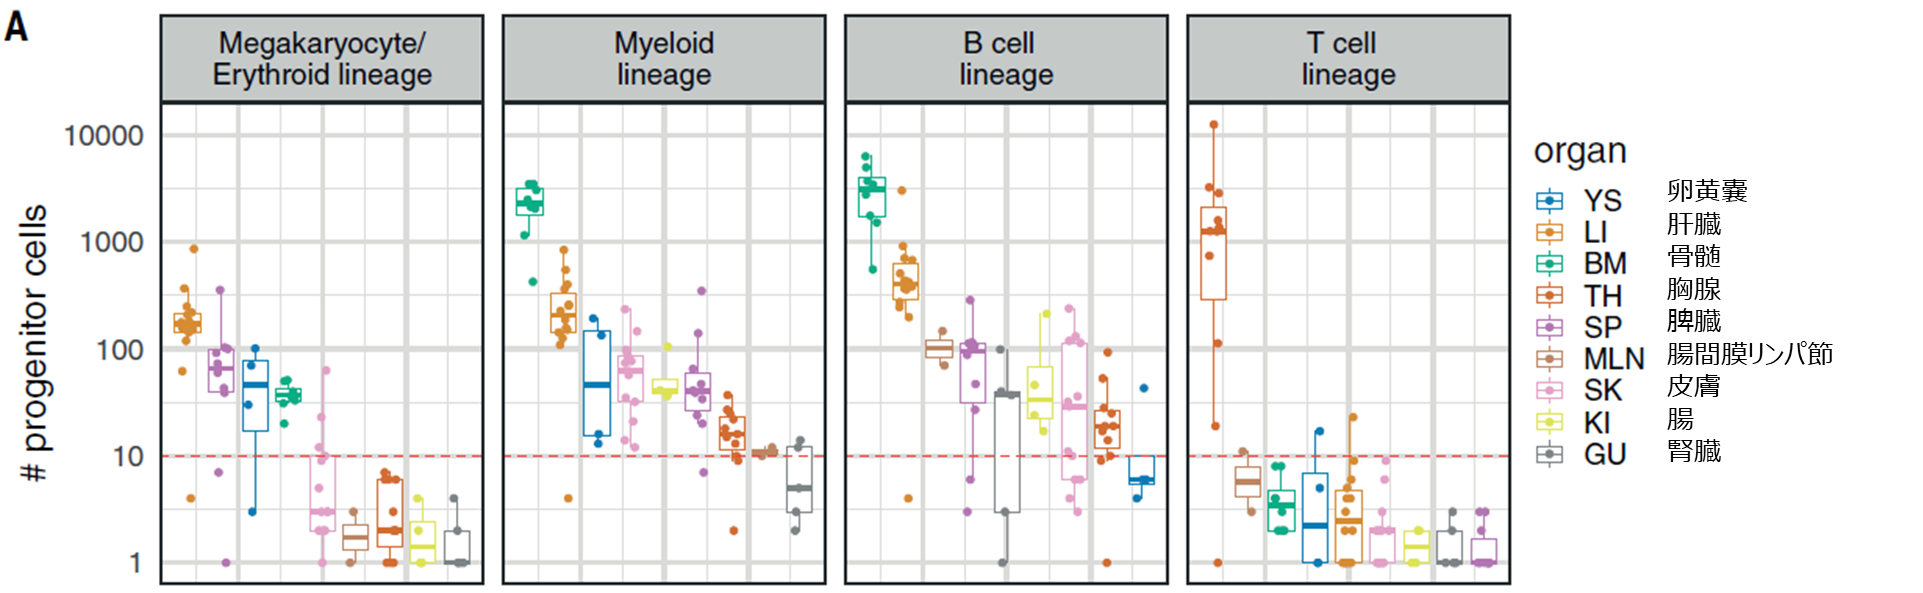 A
Megakaryocyte/
Erythroid lineage
Myeloid
lineage
B cell
lineage
T cell
lineage
# progenitor cells
10000
1000
100
10
1
organ
YS 卵黄嚢
LI 肝臓
BM 骨髄
TH 胸腺
SP 脾臓
MLN 腸間膜リンパ節
SK 皮膚
KI 腸
GU 腎臓